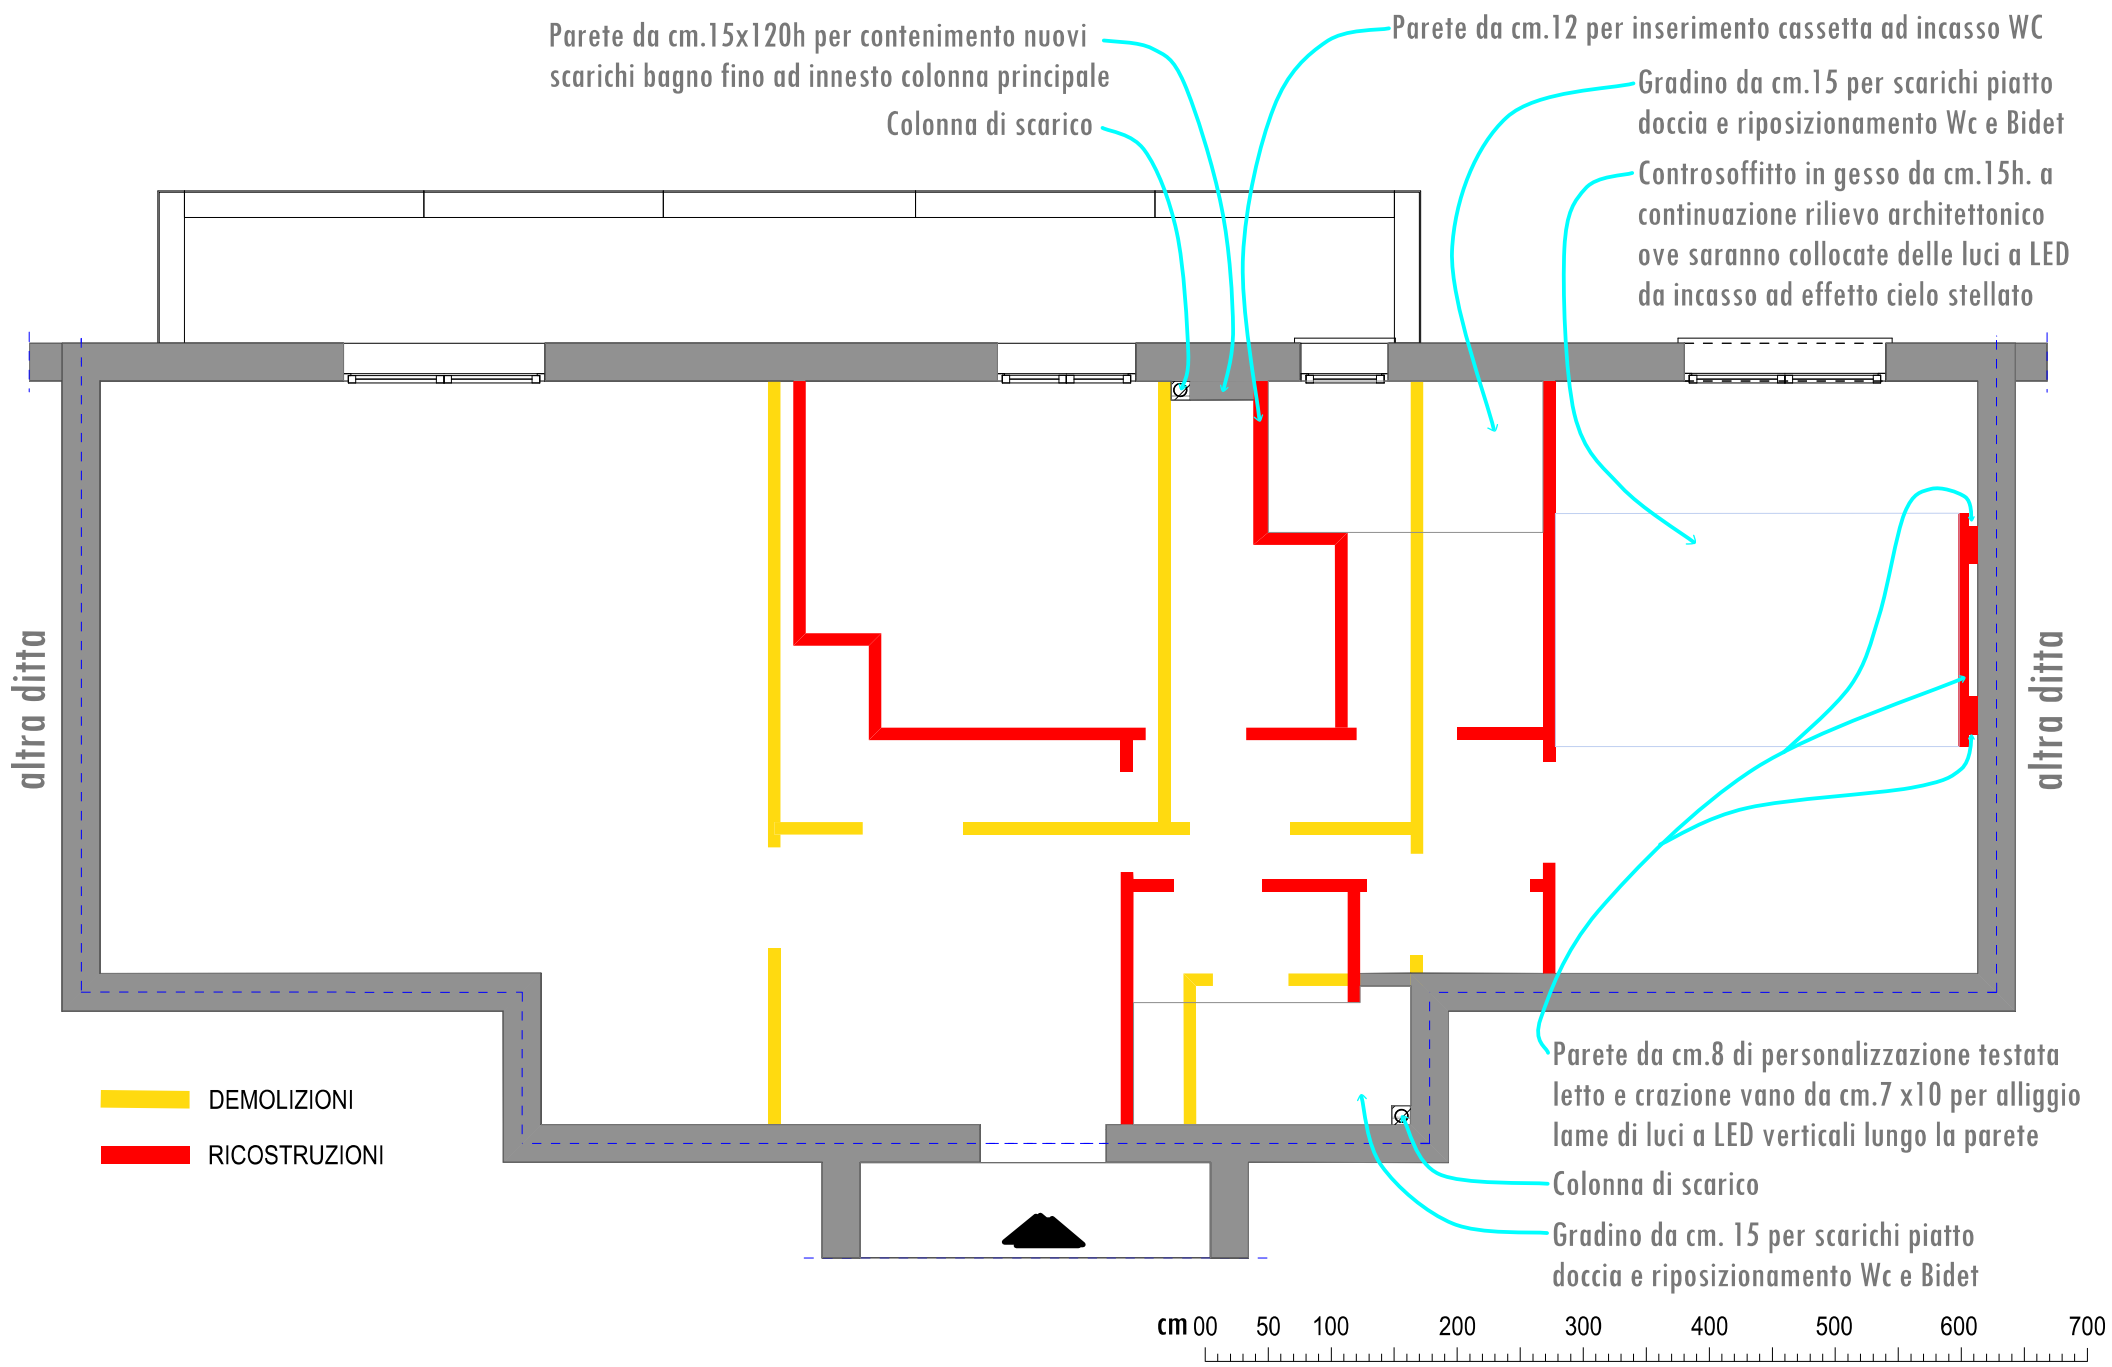 Parete da cm.15x120h per contenimento nuovi
scarichi bagno fino ad innesto colonna principale
Colonna di scarico
Parete da cm.12 per inserimento cassetta ad incasso WC
Gradino da cm.15 per scarichi piatto
doccia e riposizionamento Wc e Bidet
Controsoffitto in gesso da cm.15h. a
continuazione rilievo architettonico
ove saranno collocate delle luci a LED
da incasso ad effetto cielo stellato
altra ditta
altra ditta
DEMOLIZIONI
RICOSTRUZIONI
Parete da cm.8 di personalizzazione testata
letto e crazione vano da cm.7 x10 per alliggio
lame di luci a LED verticali lungo la parete
Colonna di scarico
Gradino da cm. 15 per scarichi piatto
doccia e riposizionamento Wc e Bidet
cm 00 50 100 200 300 400 500 600 700